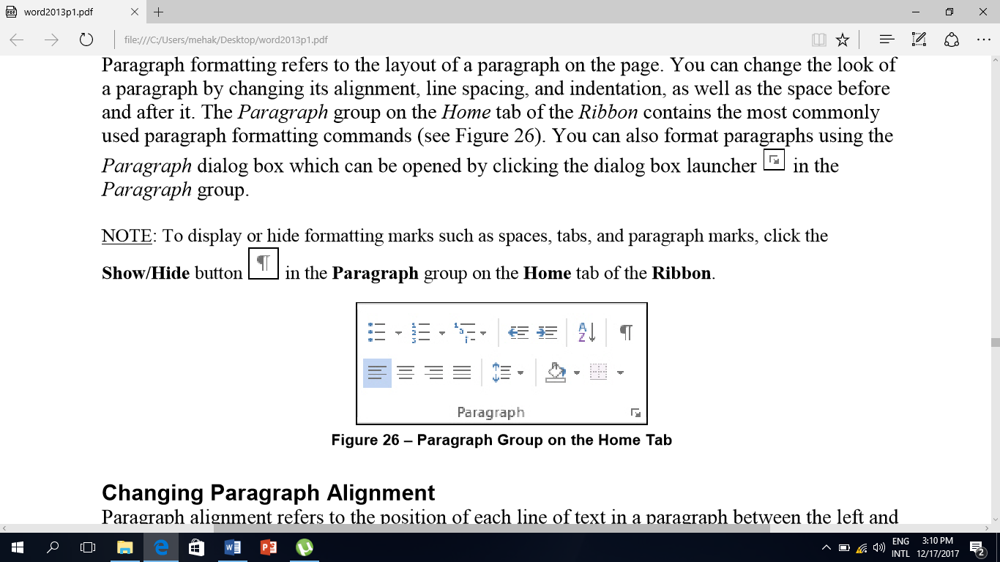 word2013p1.pdf
file:///C:/Users/mehak/Desktop/word2013p1.pdf
Paragraph formatting refers to the layout of a paragraph on the page. You can change the look of
a paragraph by changing its alignment, line spacing, and indentation, as well as the space before
and after it. The Paragraph group on the Home tab of the Ribbon contains the most commonly
used paragraph formatting commands (see Figure 26). You can also format paragraphs using the
Paragraph dialog box which can be opened by clicking the dialog box launcher in the
Paragraph group.
NOTE: To display or hide formatting marks such as spaces, tabs, and paragraph marks, click the
Show/Hide button ¶ in the Paragraph group on the Home tab of the Ribbon.
Paragraph
Figure 26 – Paragraph Group on the Home Tab
Changing Paragraph Alignment
Paragraph alignment refers to the position of each line of text in a paragraph between the left and
ENG 3:10 PM
INTL 12/17/2017 2